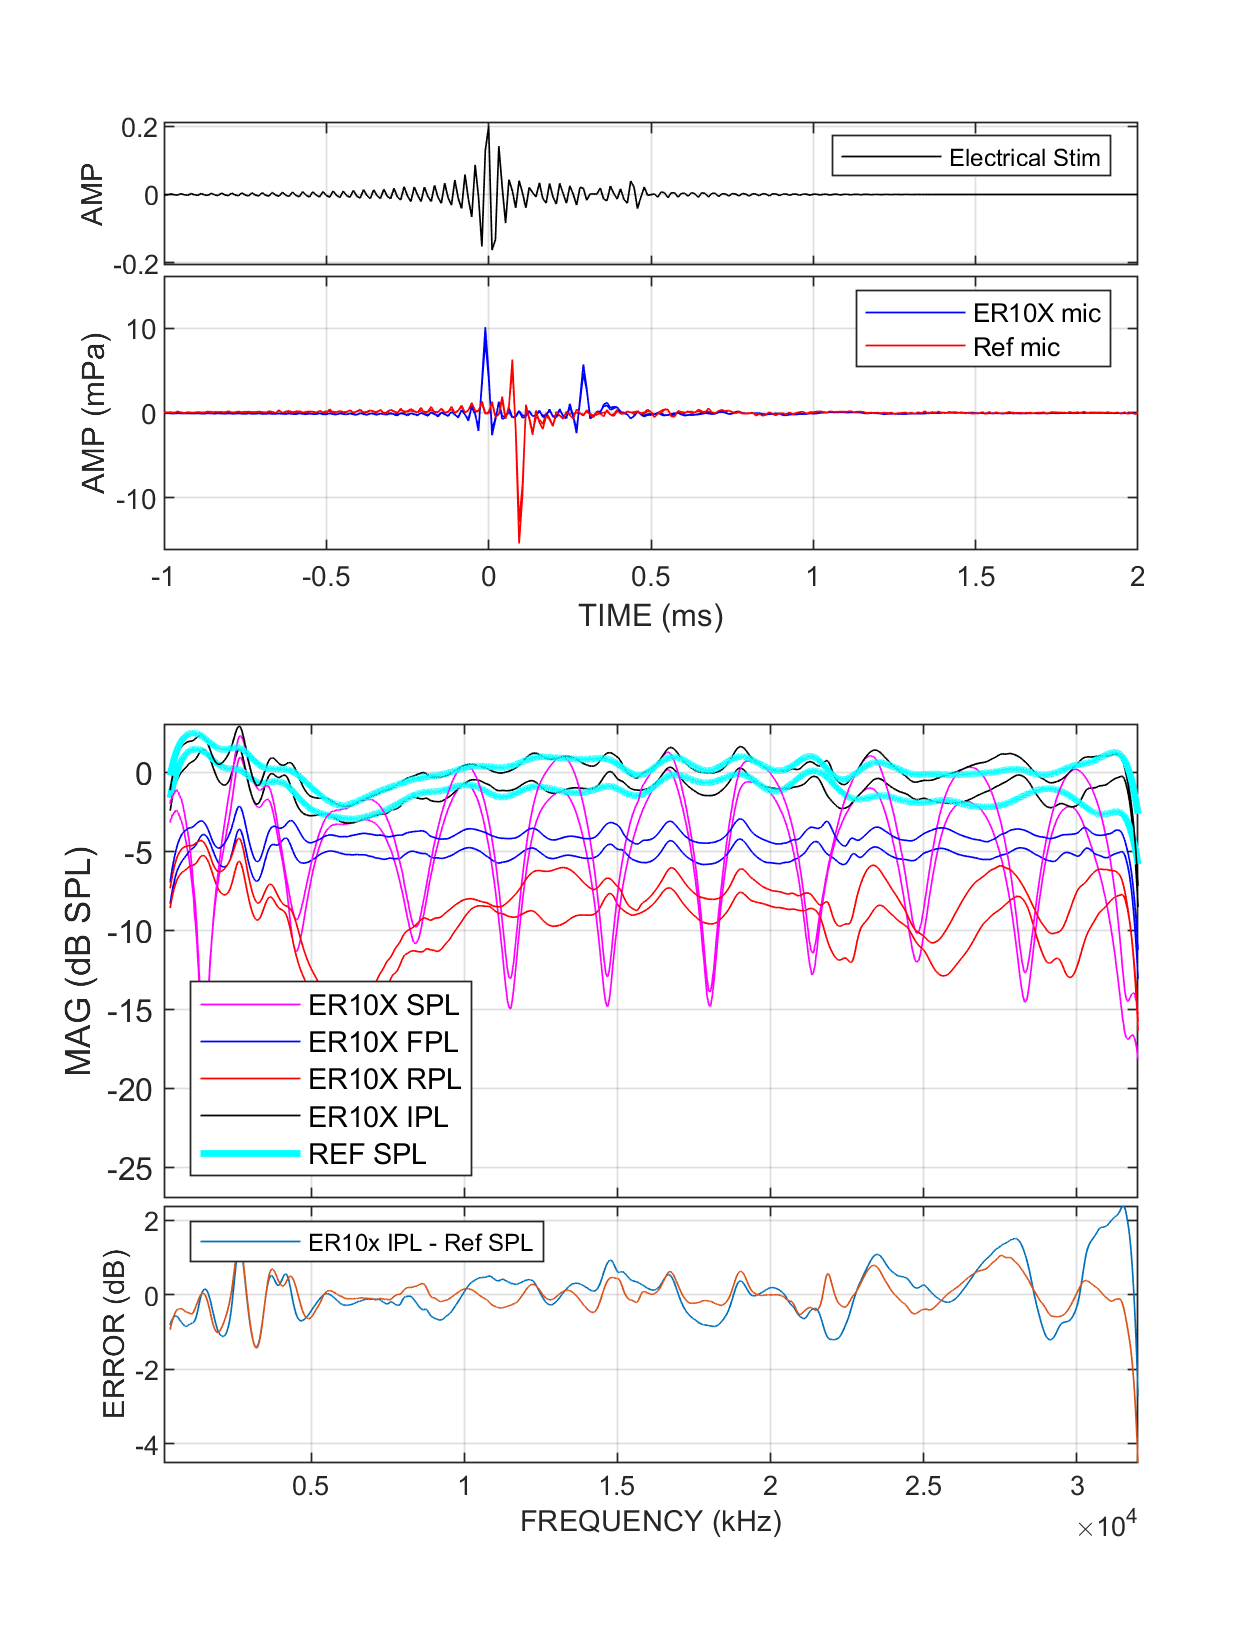 0.2
0
-0.2
AMP
Electrical Stim
10
0
-10
AMP (mPa)
ER10X mic
Ref mic
-1
-0.5
0
0.5
1
1.5
2
TIME (ms)
0
-5
-10
-15
-20
-25
MAG (dB SPL)
ER10X SPL
ER10X FPL
ER10X RPL
ER10X IPL
REF SPL
2
0
-2
-4
ERROR (dB)
ER10x IPL - Ref SPL
0.5
1
1.5
2
2.5
3
FREQUENCY (kHz)
×10⁴